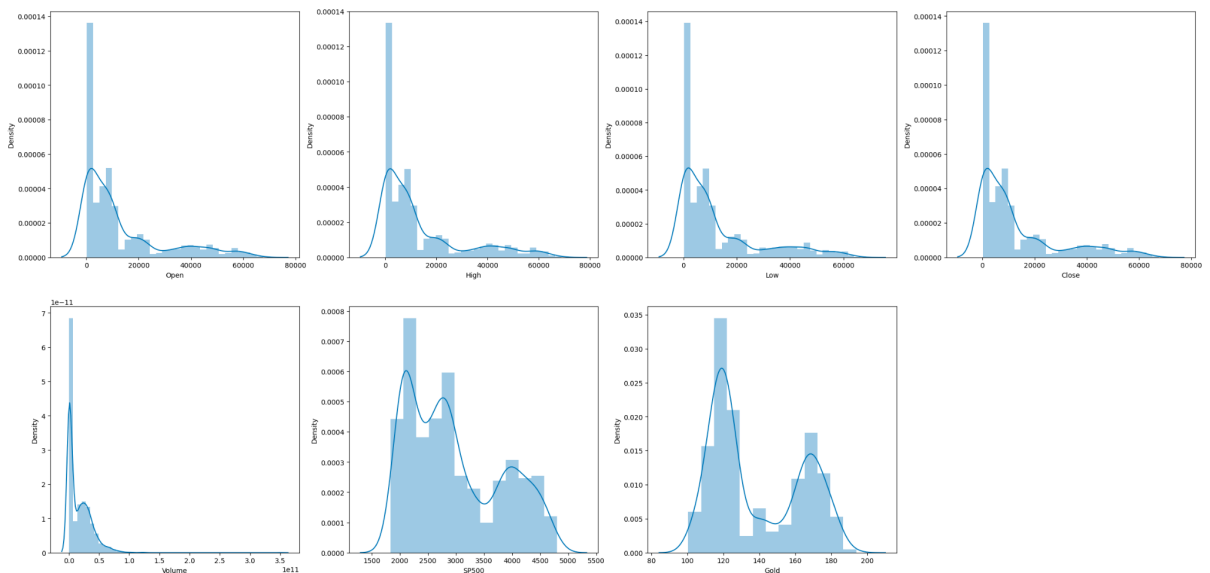 0.00014
0.00012
0.00010
0.00008
0.00006
0.00004
0.00002
0.00000
Density
0 20000 40000 60000 80000
Open
0.00014
0.00012
0.00010
0.00008
0.00006
0.00004
0.00002
0.00000
Density
0 20000 40000 60000 80000
High
0.00014
0.00012
0.00010
0.00008
0.00006
0.00004
0.00002
0.00000
Density
0 20000 40000 60000
Low
0.00014
0.00012
0.00010
0.00008
0.00006
0.00004
0.00002
0.00000
Density
0 20000 40000 60000 80000
Close
1e-11
7
6
5
4
3
2
1
0
Density
0.0 0.5 1.0 1.5 2.0 2.5 3.0 3.5
Volume 1e11
0.0008
0.0007
0.0006
0.0005
0.0004
0.0003
0.0002
0.0001
0.0000
Density
1500 2000 2500 3000 3500 4000 4500 5000 5500
SP500
0.035
0.030
0.025
0.020
0.015
0.010
0.005
0.000
Density
80 100 120 140 160 180 200
Gold